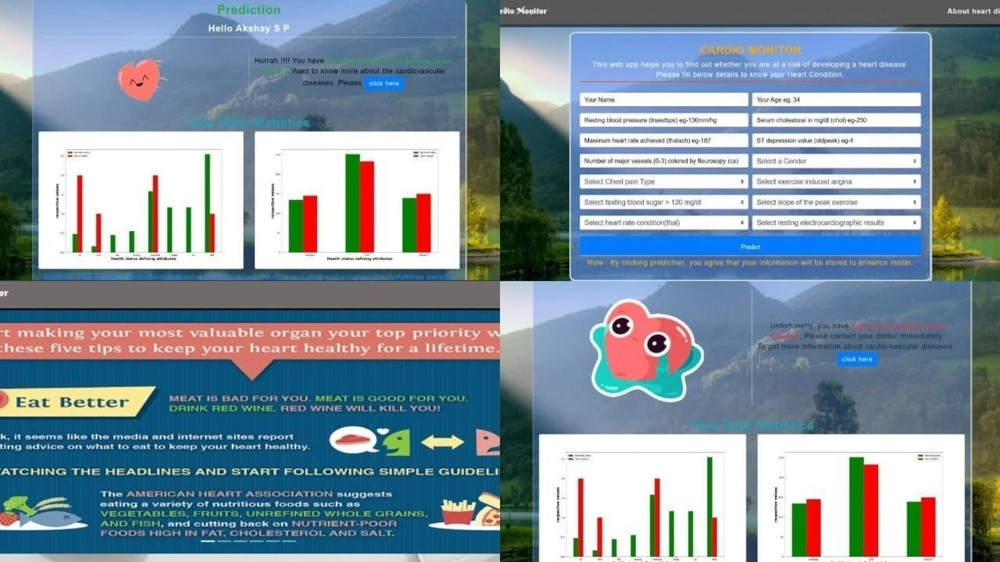 Prediction
Hello Akshay S P
Hurrah !!!! You have
Want to know more about the cardiovascular
diseases. Please click here
Your Data Statistics
respective values
Health status defining attributes
respective values
Health status defining attributes
rdio Monitor
About heart di
CARDIO MONITOR
This web app helps you to find out whether you are at a risk of developing a heart disease.
Please fill below details to know your Heart Condition.
Your Name
Your Age eg. 34
Resting blood pressure (trsestbps) eg-130mm/hg
Serum cholestoral in mg/dl (chol) eg-250
Maximum heart rate achieved (thalach) eg-187
ST depression value (oldpeak) eg-4
Number of major vessels (0-3) colored by flourosopy (ca)
Select a Gender
Select Chest pain Type
Select exercise induced angina
Select fasting blood sugar > 120 mg/dl
Select slope of the peak exercise
Select heart rate condition(thal)
Select resting electrocardiographic results
Predict
Note : By clicking prediction, you agree that your information will be stored to enhance model.
or
rt making your most valuable organ your top priority w
these five tips to keep your heart healthy for a lifetime.
Eat Better
MEAT IS BAD FOR YOU. MEAT IS GOOD FOR YOU.
DRINK RED WINE. RED WINE WILL KILL YOU!
k, it seems like the media and internet sites report
ting advice on what to eat to keep your heart healthy.
ATCHING THE HEADLINES AND START FOLLOWING SIMPLE GUIDELI
The AMERICAN HEART ASSOCIATION suggests
eating a variety of nutritious foods such as
VEGETABLES, FRUITS, UNREFINED WHOLE GRAINS,
AND FISH, and cutting back on NUTRIENT-POOR
FOODS HIGH IN FAT, CHOLESTEROL AND SALT.
Unfortunetly, you have
Please contact your doctor immediately.
To get more information about cardio-vascular diseases
click here
Your Data Statistics
respective values
respective values